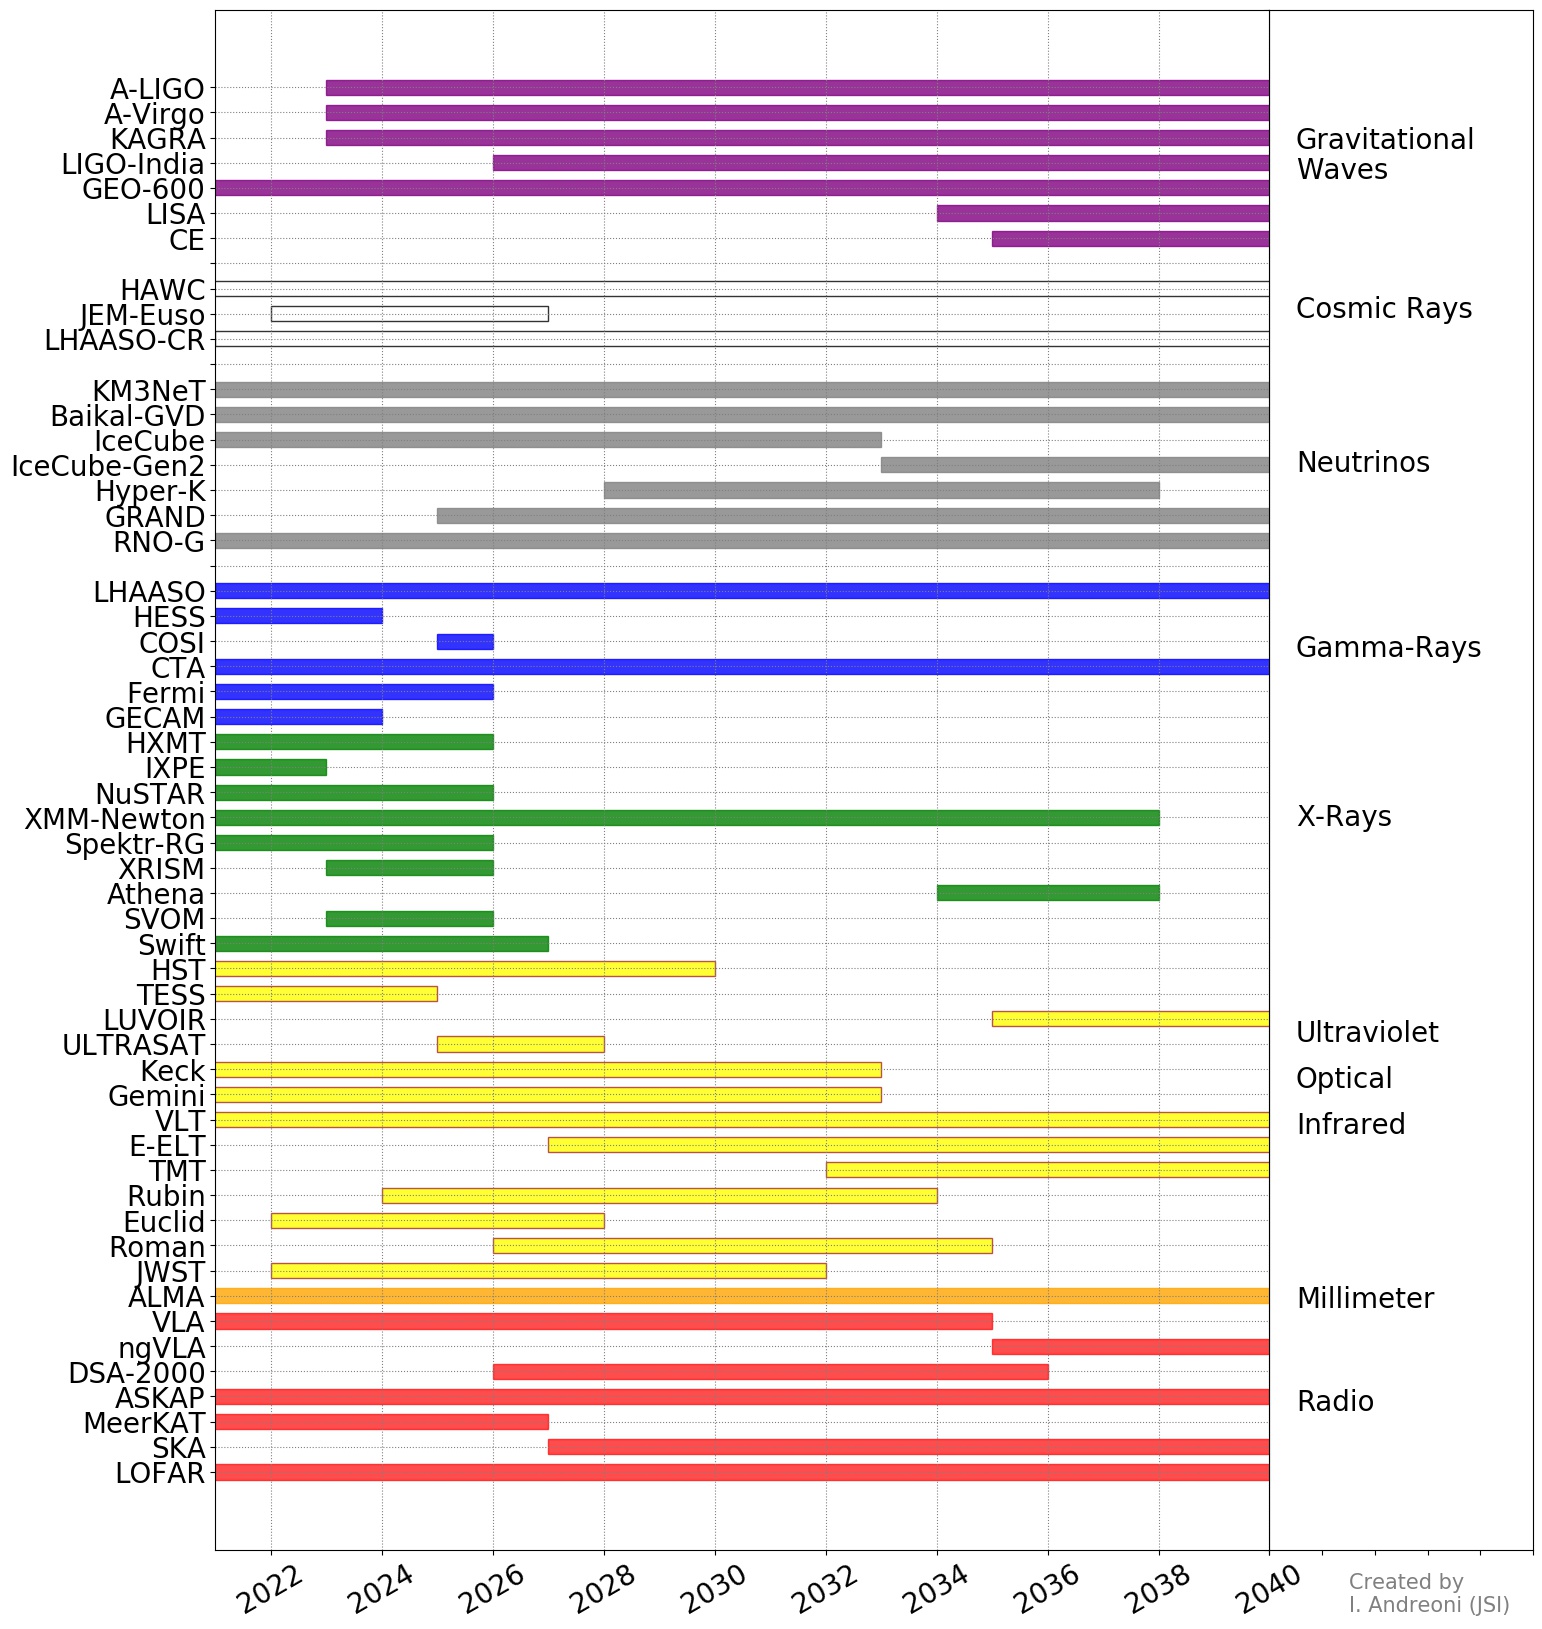 A-LIGO
A-Virgo
KAGRA
LIGO-India
GEO-600
LISA
CE
Gravitational
Waves
HAWC
JEM-Euso
LHAASO-CR
Cosmic Rays
KM3NeT
Baikal-GVD
IceCube
IceCube-Gen2
Hyper-K
GRAND
RNO-G
Neutrinos
LHAASO
HESS
COSI
CTA
Fermi
GECAM
Gamma-Rays
HXMT
IXPE
NuSTAR
XMM-Newton
Spektr-RG
XRISM
Athena
SVOM
Swift
X-Rays
HST
TESS
LUVOIR
ULTRASAT
Keck
Gemini
VLT
E-ELT
TMT
Rubin
Euclid
Roman
JWST
Ultraviolet
Optical
Infrared
ALMA
Millimeter
VLA
ngVLA
DSA-2000
ASKAP
MeerKAT
SKA
LOFAR
Radio
2022
2024
2026
2028
2030
2032
2034
2036
2038
2040
Created by
I. Andreoni (JSI)